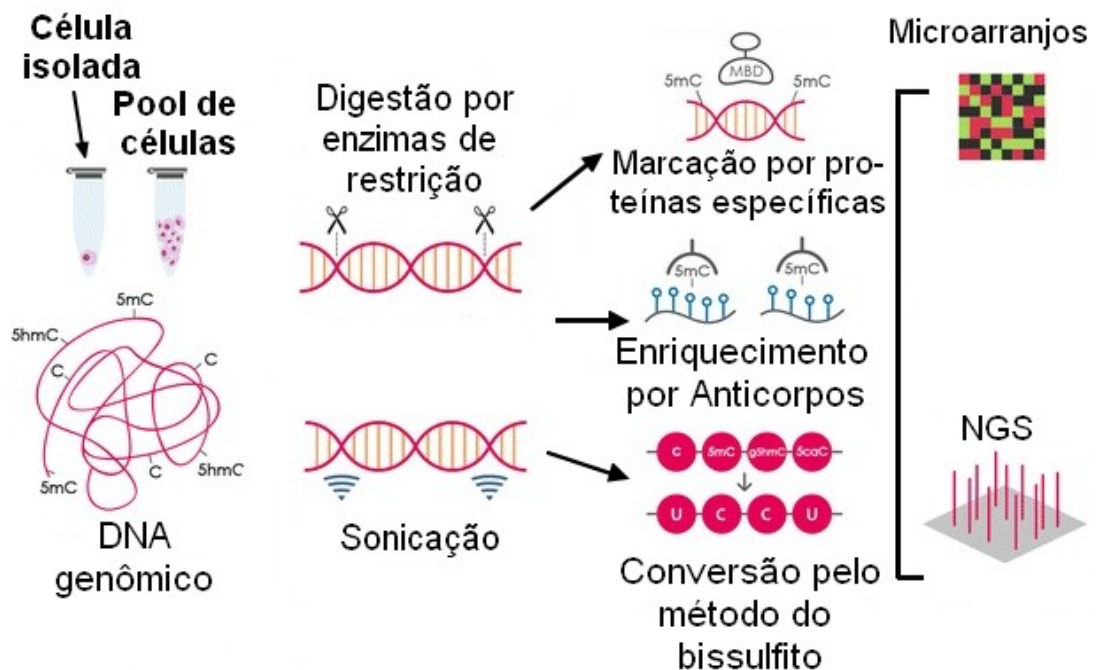 Célula
isolada
Pool de
células
5mC
5hmC
C
C
C
5hmC
5mC
DNA
genômico
Digestão por
enzimas de
restrição
Sonicação
MBD
5mC
5mC
Marcação por pro-
teínas específicas
5mC
5mC
Enriquecimento
por Anticorpos
C 5mC g5hmC 5caC
U C C U
Conversão pelo
método do
bissulfito
Microarranjos
NGS